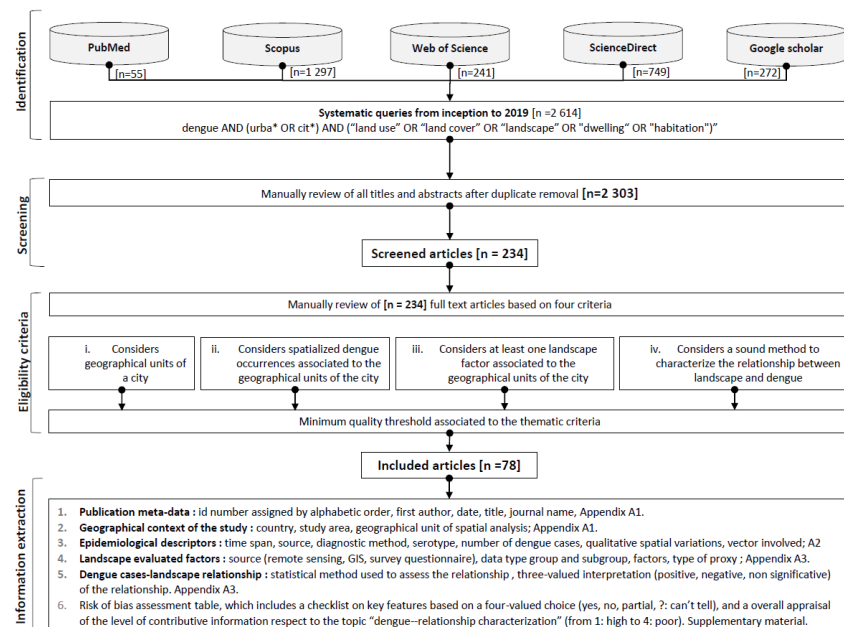 Identification
PubMed
Scopus
Web of Science
ScienceDirect
Google scholar
[n=55]
[n=1 297]
[n=241]
[n=749]
[n=272]
Systematic queries from inception to 2019 [n =2 614]
dengue AND (urba* OR cit*) AND (“land use” OR “land cover” OR “landscape” OR "dwelling“ OR "habitation")”
Screening
Manually review of all titles and abstracts after duplicate removal [n=2 303]
Screened articles [n = 234]
Eligibility criteria
Manually review of [n = 234] full text articles based on four criteria
i. Considers
geographical units of
a city
ii. Considers spatialized dengue
occurrences associated to the
geographical units of the city
iii. Considers at least one landscape
factor associated to the
geographical units of the city
iv. Considers a sound method to
characterize the relationship between
landscape and dengue
Minimum quality threshold associated to the thematic criteria
Included articles [n =78]
Information extraction
1. Publication meta-data : id number assigned by alphabetic order, first author, date, title, journal name, Appendix A1.
2. Geographical context of the study : country, study area, geographical unit of spatial analysis; Appendix A1.
3. Epidemiological descriptors : time span, source, diagnostic method, serotype, number of dengue cases, qualitative spatial variations, vector involved; A2
4. Landscape evaluated factors : source (remote sensing, GIS, survey questionnaire), data type group and subgroup, factors, type of proxy ; Appendix A3.
5. Dengue cases-landscape relationship : statistical method used to assess the relationship , three-valued interpretation (positive, negative, non significative)
of the relationship. Appendix A3.
6. Risk of bias assessment table, which includes a checklist on key features based on a four-valued choice (yes, no, partial, ?: can’t tell), and a overall appraisal
of the level of contributive information respect to the topic “dengue--relationship characterization” (from 1: high to 4: poor). Supplementary material.